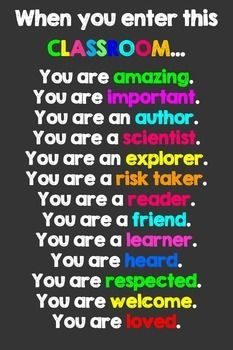 When you enter this
CLASSROOM...
You are amazing.
You are important.
You are an author.
You are a scientist.
You are an explorer.
You are a risk taker.
You are a reader.
You are a friend.
You are a learner.
You are heard.
You are respected.
You are welcome.
You are loved.